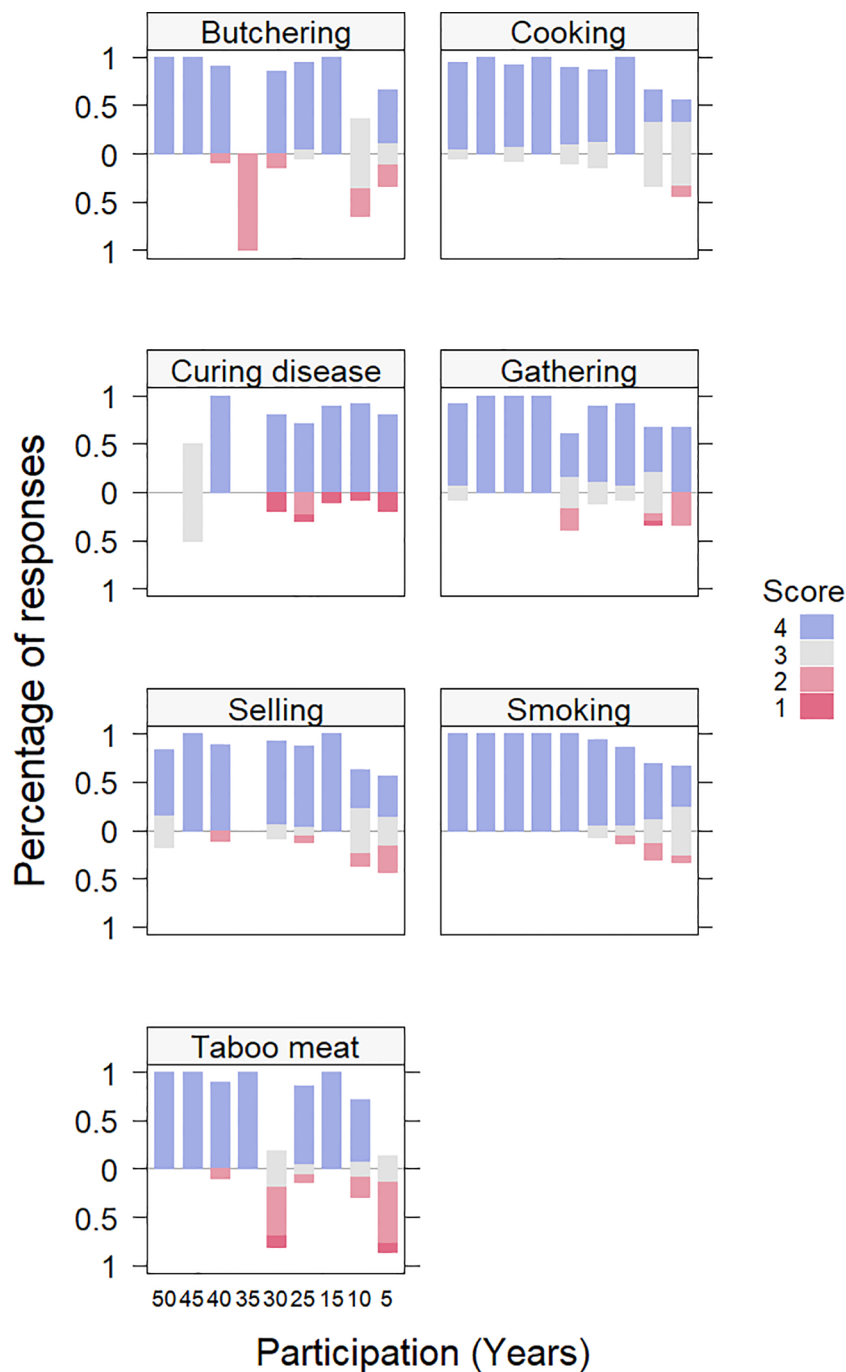 Butchering
Cooking
1
0.5
0
0.5
1
Curing disease
Gathering
1
0.5
0
0.5
1
Percentage of responses
Score
4
3
2
1
Selling
Smoking
1
0.5
0
0.5
1
Taboo meat
1
0.5
0
0.5
1
50 45 40 35 30 25 15 10 5
Participation (Years)